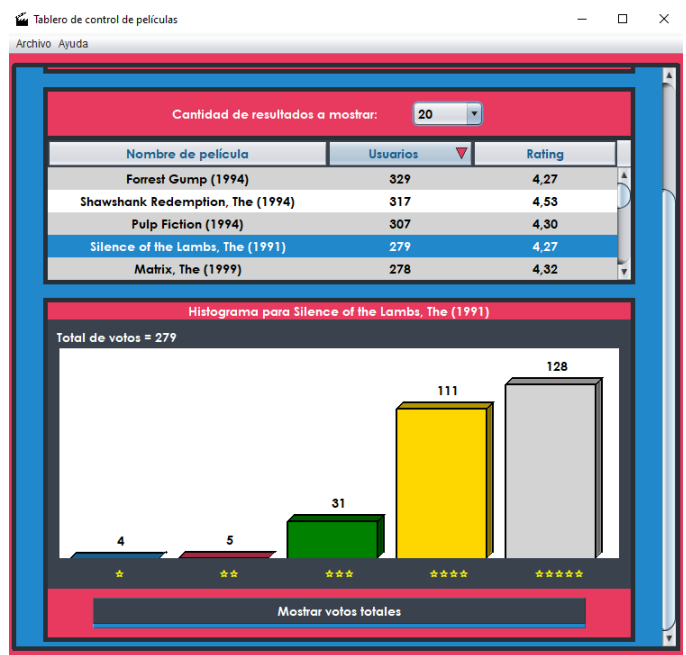 Tablero de control de películas
Archivo Ayuda
Cantidad de resultados a mostrar: 20
Nombre de película Usuarios Rating
Forrest Gump (1994) 329 4,27
Shawshank Redemption, The (1994) 317 4,53
Pulp Fiction (1994) 307 4,30
Silence of the Lambs, The (1991) 279 4,27
Matrix, The (1999) 278 4,32
Histograma para Silence of the Lambs, The (1991)
Total de votos = 279
128
111
31
4 5
Mostrar votos totales